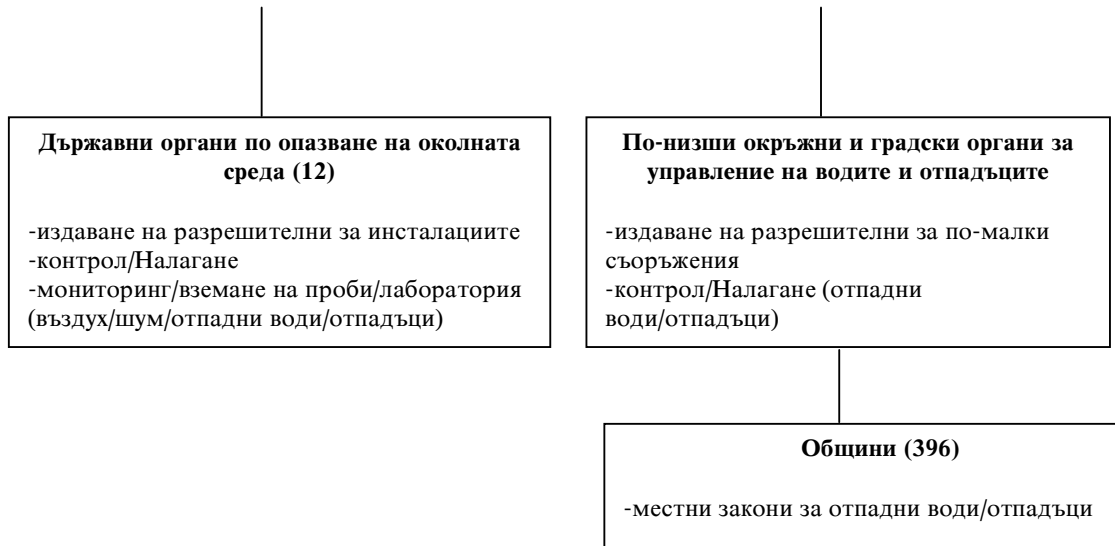 Държавни органи по опазване на околната
среда (12)
-издаване на разрешителни за инсталациите
-контрол/Налагане
-мониторинг/вземане на проби/лаборатория
(въздух/шум/отпадни води/отпадъци)
По-низши окръжни и градски органи за
управление на водите и отпадъците
-издаване на разрешителни за по-малки
съоръжения
-контрол/Налагане (отпадни
води/отпадъци)
Общини (396)
-местни закони за отпадни води/отпадъци